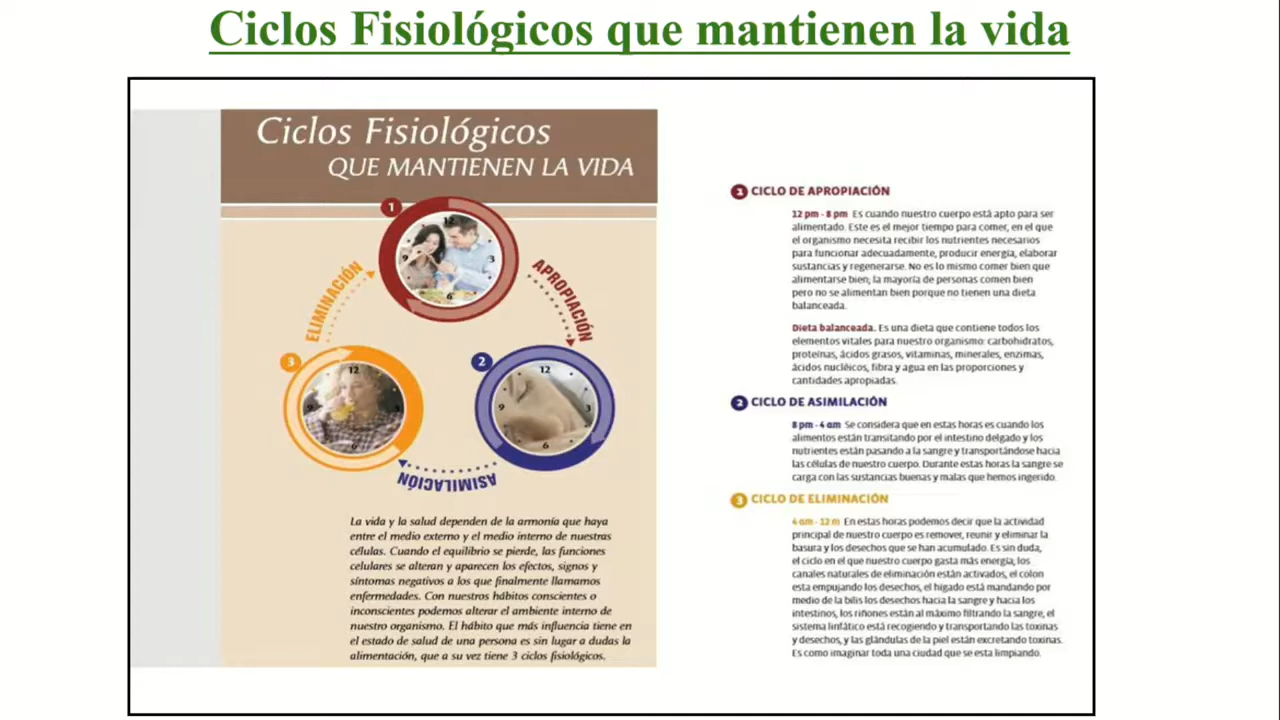 Ciclos Fisiológicos que mantienen la vida
Ciclos Fisiológicos
QUE MANTIENEN LA VIDA
1
12
3
6
9
ELIMINACIÓN
APROPIACIÓN
3
12
3
6
2
12
3
6
9
ASIMILACIÓN
La vida y la salud dependen de la armonía que haya
entre el medio externo y el medio interno de nuestras
células. Cuando el equilibrio se pierde, las funciones
celulares se alteran y aparecen los efectos, signos y
síntomas negativos a los que finalmente llamamos
enfermedades. Con nuestros hábitos conscientes o
inconscientes podemos alterar el ambiente interno de
nuestro organismo. El hábito que más influencia tiene en
el estado de salud de una persona es sin lugar a dudas la
alimentación, que a su vez tiene 3 ciclos fisiológicos.
1 CICLO DE APROPIACIÓN
12 pm - 8 pm Es cuando nuestro cuerpo está apto para ser
alimentado. Este es el mejor tiempo para comer, en el que
el organismo necesita recibir los nutrientes necesarios
para funcionar adecuadamente, producir energía, elaborar
sustancias y regenerarse. No es lo mismo comer bien que
alimentarse bien; la mayoría de personas comen bien
pero no se alimentan bien porque no tienen una dieta
balanceada.
Dieta balanceada. Es una dieta que contiene todos los
elementos vitales para nuestro organismo: carbohidratos,
proteínas, ácidos grasos, vitaminas, minerales, enzimas,
ácidos nucléicos, fibra y agua en las proporciones y
cantidades apropiadas.
2 CICLO DE ASIMILACIÓN
8 pm - 4 am Se considera que en estas horas es cuando los
alimentos están transitando por el intestino delgado y los
nutrientes están pasando a la sangre y transportándose hacia
las células de nuestro cuerpo. Durante estas horas la sangre se
carga con las sustancias buenas y malas que hemos ingerido.
3 CICLO DE ELIMINACIÓN
4 am - 12 m En estas horas podemos decir que la actividad
principal de nuestro cuerpo es remover, reunir y eliminar la
basura y los desechos que se han acumulado. Es sin duda,
el ciclo en el que nuestro cuerpo gasta más energía, los
canales naturales de eliminación están activados, el colon
esta empujando los desechos, el hígado está mandando por
medio de la bilis los desechos hacia la sangre y hacia los
intestinos, los riñones están al máximo filtrando la sangre, el
sistema linfático está recogiendo y transportando las toxinas
y desechos, y las glándulas de la piel están excretando toxinas.
Es como imaginar toda una ciudad que se esta limpiando.